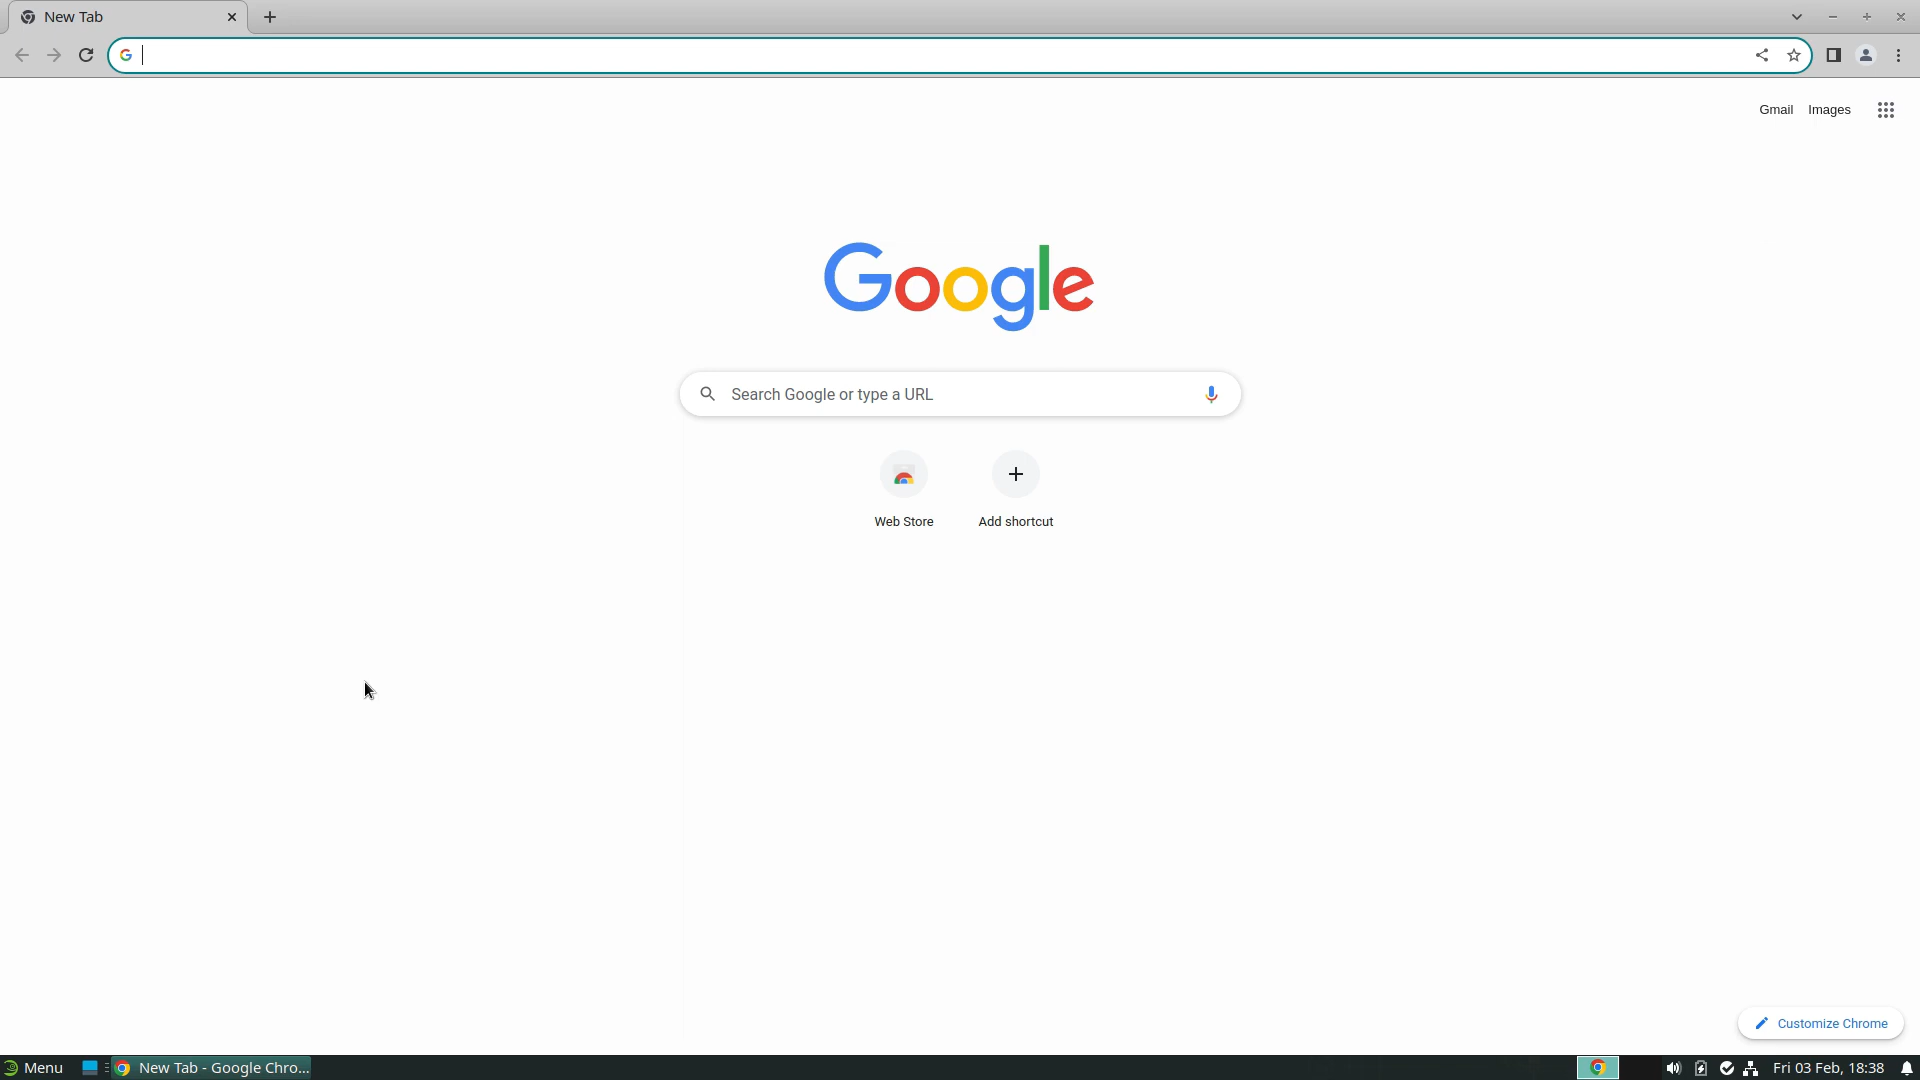 New Tab
Gmail Images
Google
Search Google or type a URL
Web Store Add shortcut
Customize Chrome
Menu New Tab - Google Chro... Fri 03 Feb, 18:38